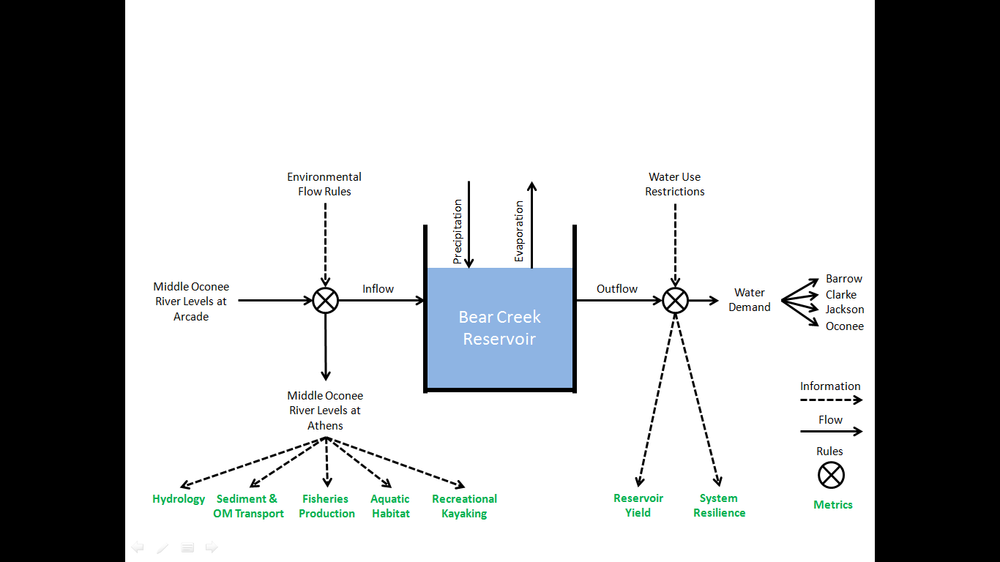 Environmental
Flow Rules
Precipitation
Evaporation
Water Use
Restrictions
Middle Oconee
River Levels at
Arcade
Inflow
Bear Creek
Reservoir
Outflow
Water
Demand
Barrow
Clarke
Jackson
Oconee
Middle Oconee
River Levels at
Athens
Information
Flow
Rules
Metrics
Hydrology
Sediment &
OM Transport
Fisheries
Production
Aquatic
Habitat
Recreational
Kayaking
Reservoir
Yield
System
Resilience